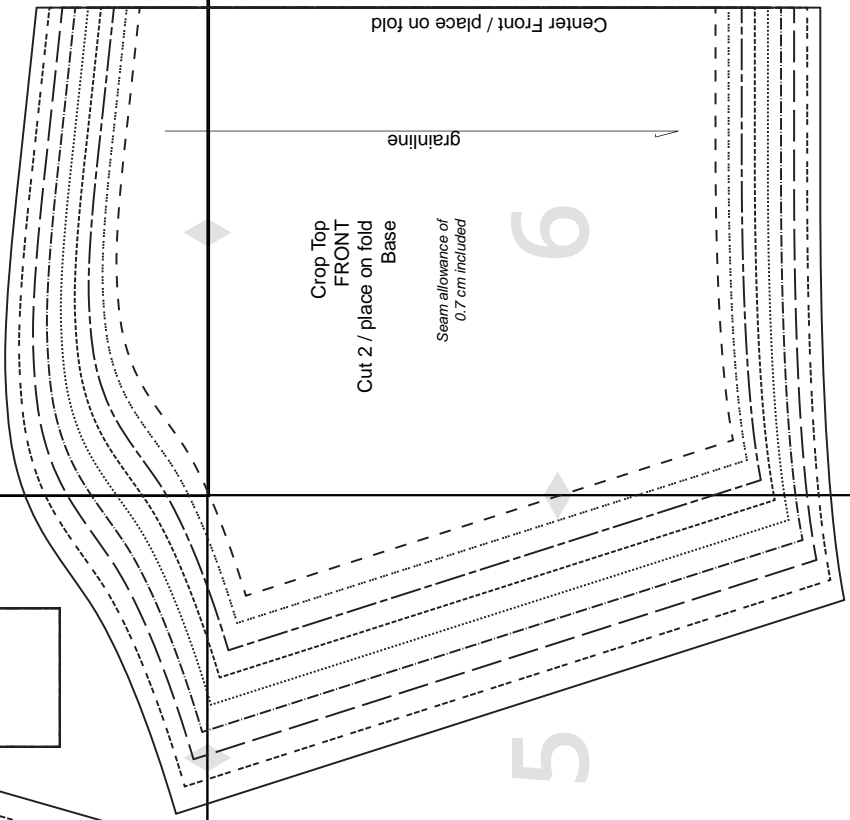 Center Front / place on fold
grainline
Crop Top
FRONT
Cut 2 / place on fold
Base
Seam allowance of
0.7 cm included
6
5